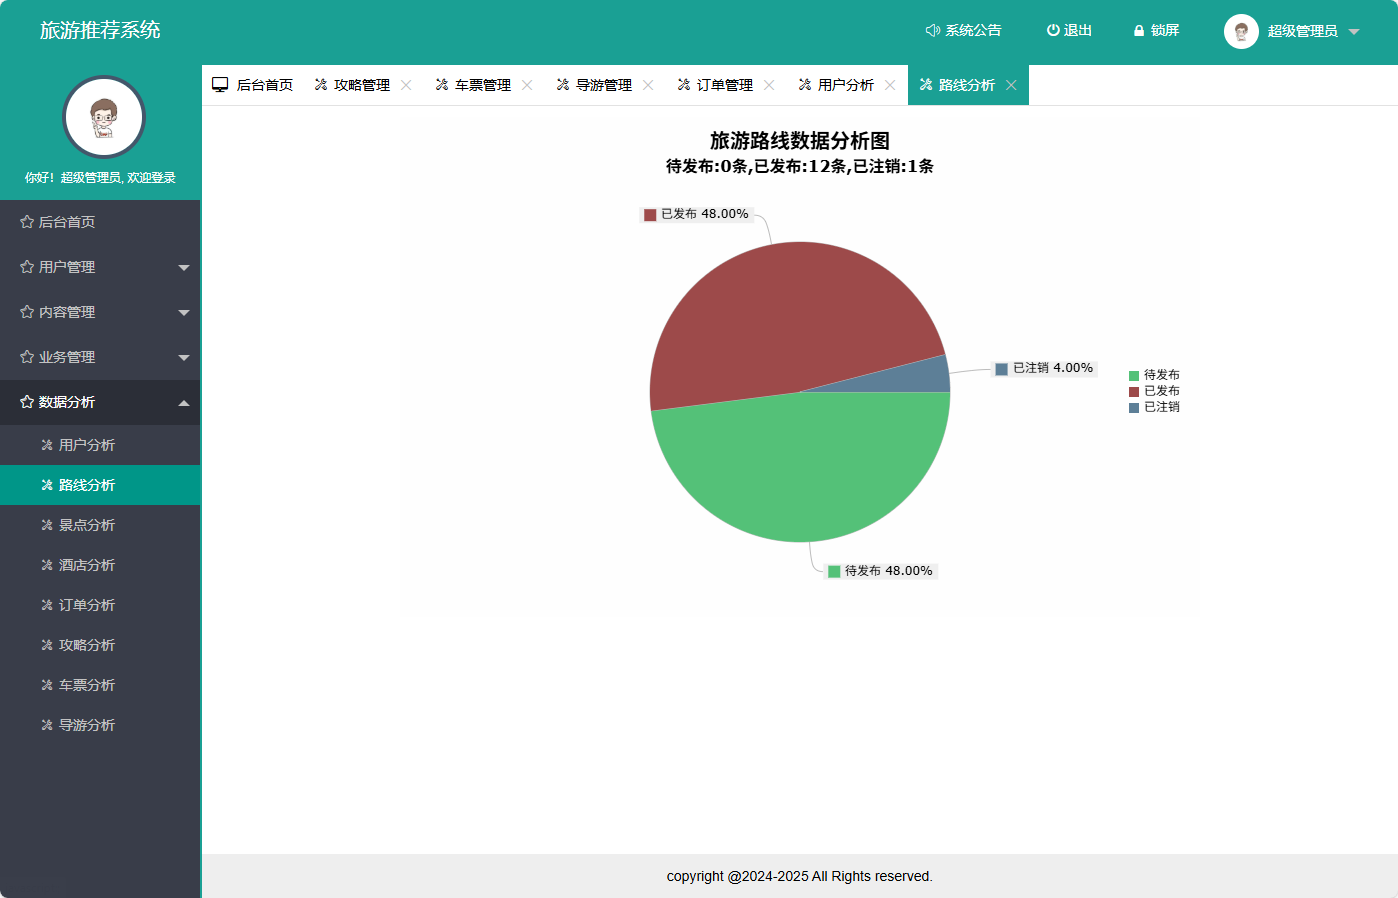 旅游推荐系统
系统公告
退出
锁屏
超级管理员
你好！超级管理员, 欢迎登录
后台首页
用户管理
内容管理
业务管理
数据分析
用户分析
路线分析
景点分析
酒店分析
订单分析
攻略分析
车票分析
导游分析
后台首页
攻略管理
车票管理
导游管理
订单管理
用户分析
路线分析
旅游路线数据分析图
待发布:0条,已发布:12条,已注销:1条
已发布 48.00%
已注销 4.00%
待发布 48.00%
待发布
已发布
已注销
copyright @2024-2025 All Rights reserved.